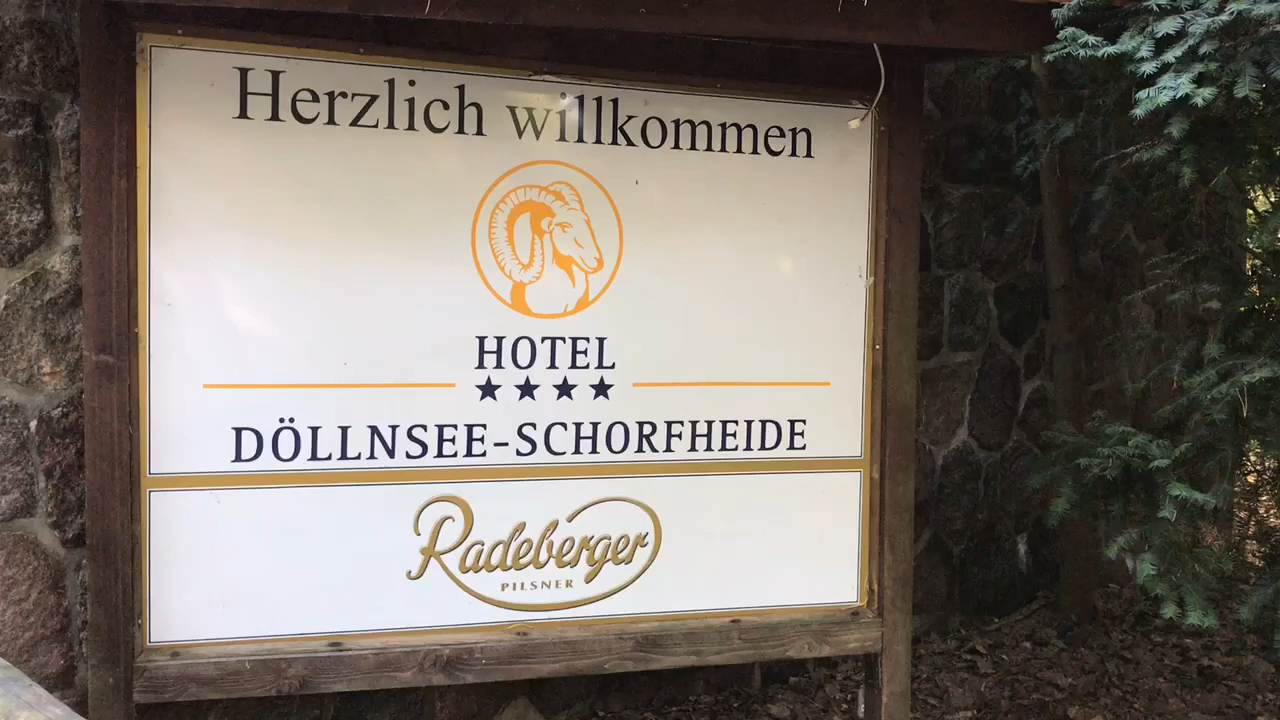 Herzlich willkommen
HOTEL
★★★★
DÖLLNSEE-SCHORFHEIDE
Radeberger
PILSNER